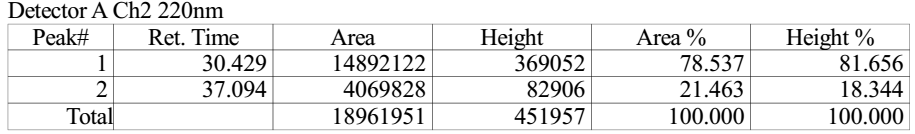 Detector A Ch2 220nm
Peak# Ret. Time Area Height Area % Height %
1 30.429 14892122 369052 78.537 81.656
2 37.094 4069828 82906 21.463 18.344
Total 18961951 451957 100.000 100.000